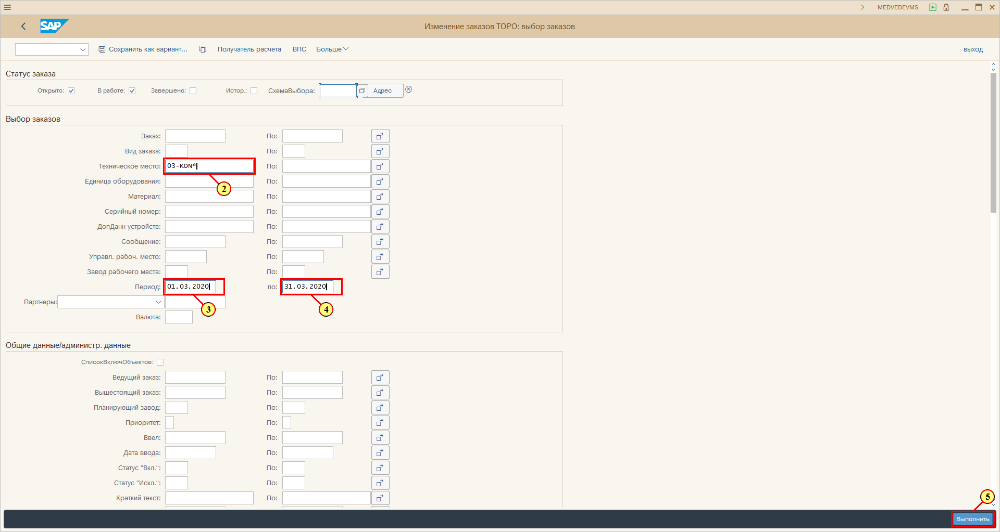 MEDVEDEVMS
SAP
Изменение заказов ТОРО: выбор заказов
Сохранить как вариант... Получатель расчета ВПС Больше выход
Статус заказа
Открыто: В работе: Завершено: Истор.: СхемаВыбора: Адрес
Выбор заказов
Заказ: По:
Вид заказа: По:
Техническое место: 03-KON* По:
2
Единица оборудования: По:
Материал: По:
Серийный номер: По:
ДопДанн устройств: По:
Сообщение: По:
Управл. рабоч. место: По:
Завод рабочего места: По:
Период: 01.03.2020 по: 31.03.2020
3 4
Партнеры:
Валюта:
Общие данные/администр. данные
СписокВключОбъектов:
Ведущий заказ: По:
Вышестоящий заказ: По:
Планирующий завод: По:
Приоритет: По:
Ввел: По:
Дата ввода: По:
Статус "Вкл.": По:
Статус "Искл.": По:
Краткий текст: По:
5
Выполнить